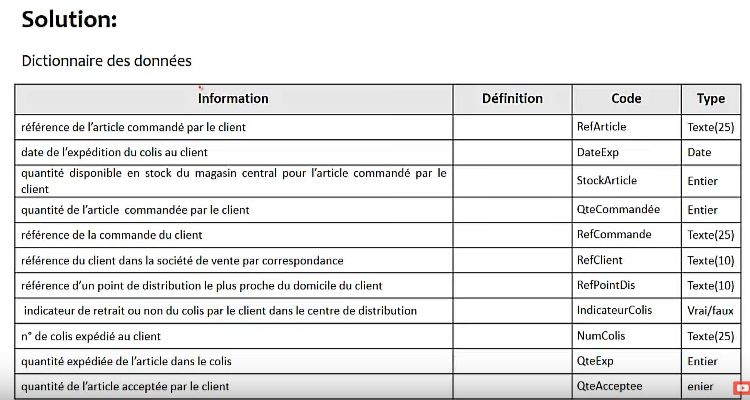 Solution:
Dictionnaire des données
Information Définition Code Type
référence de l'article commandé par le client RefArticle Texte(25)
date de l'expédition du colis au client DateExp Date
quantité disponible en stock du magasin central pour l'article commandé par le
client StockArticle Entier
quantité de l'article commandée par le client QteCommandée Entier
référence de la commande du client RefCommande Texte(25)
référence du client dans la société de vente par correspondance RefClient Texte(10)
référence d'un point de distribution le plus proche du domicile du client RefPointDis Texte(10)
indicateur de retrait ou non du colis par le client dans le centre de distribution IndicateurColis Vrai/faux
n° de colis expédié au client NumColis Texte(25)
quantité expédiée de l'article dans le colis QteExp Entier
quantité de l'article acceptée par le client QteAcceptee enier